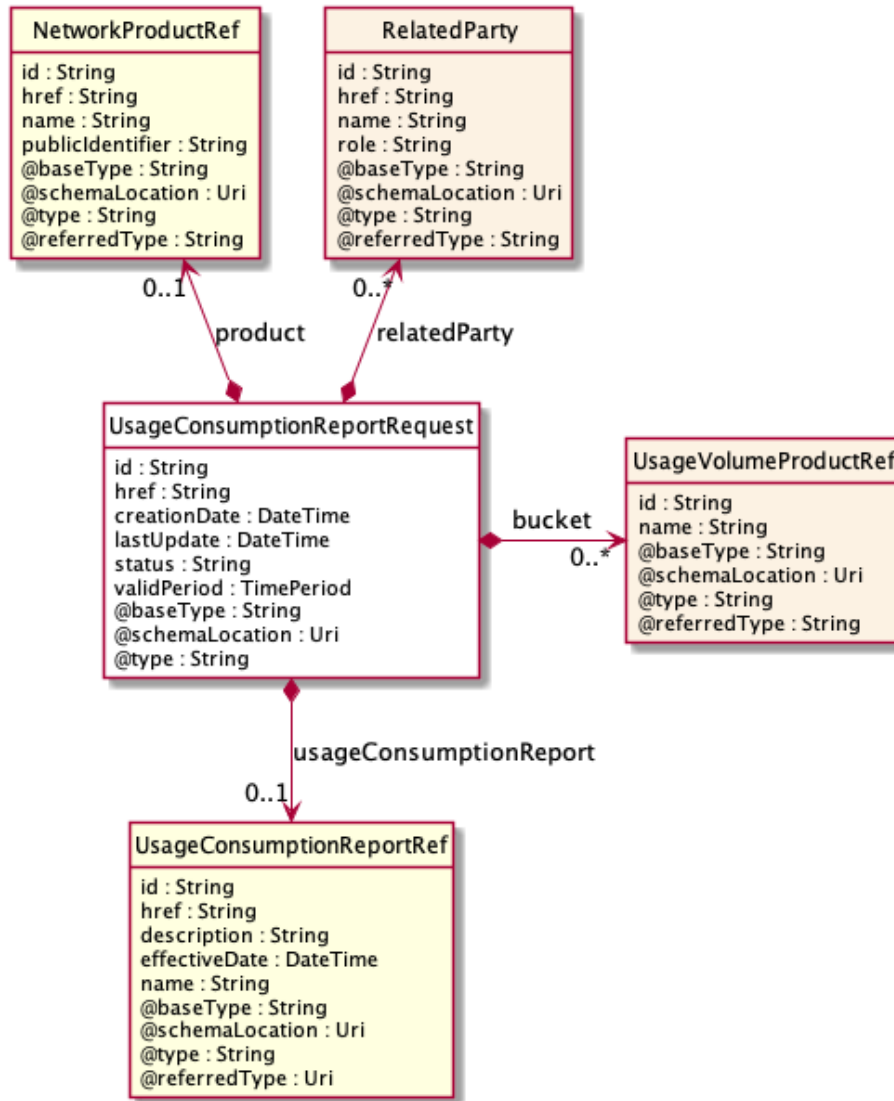 NetworkProductRef
id : String
href : String
name : String
publicIdentifier : String
@baseType : String
@schemaLocation : Uri
@type : String
@referredType : String
RelatedParty
id : String
href : String
name : String
role : String
@baseType : String
@schemaLocation : Uri
@type : String
@referredType : String
0..1
0..*
product
relatedParty
UsageConsumptionReportRequest
id : String
href : String
creationDate : DateTime
lastUpdate : DateTime
status : String
validPeriod : TimePeriod
@baseType : String
@schemaLocation : Uri
@type : String
bucket
0..*
UsageVolumeProductRef
id : String
name : String
@baseType : String
@schemaLocation : Uri
@type : String
@referredType : String
usageConsumptionReport
0..1
UsageConsumptionReportRef
id : String
href : String
description : String
effectiveDate : DateTime
name : String
@baseType : String
@schemaLocation : Uri
@type : String
@referredType : Uri